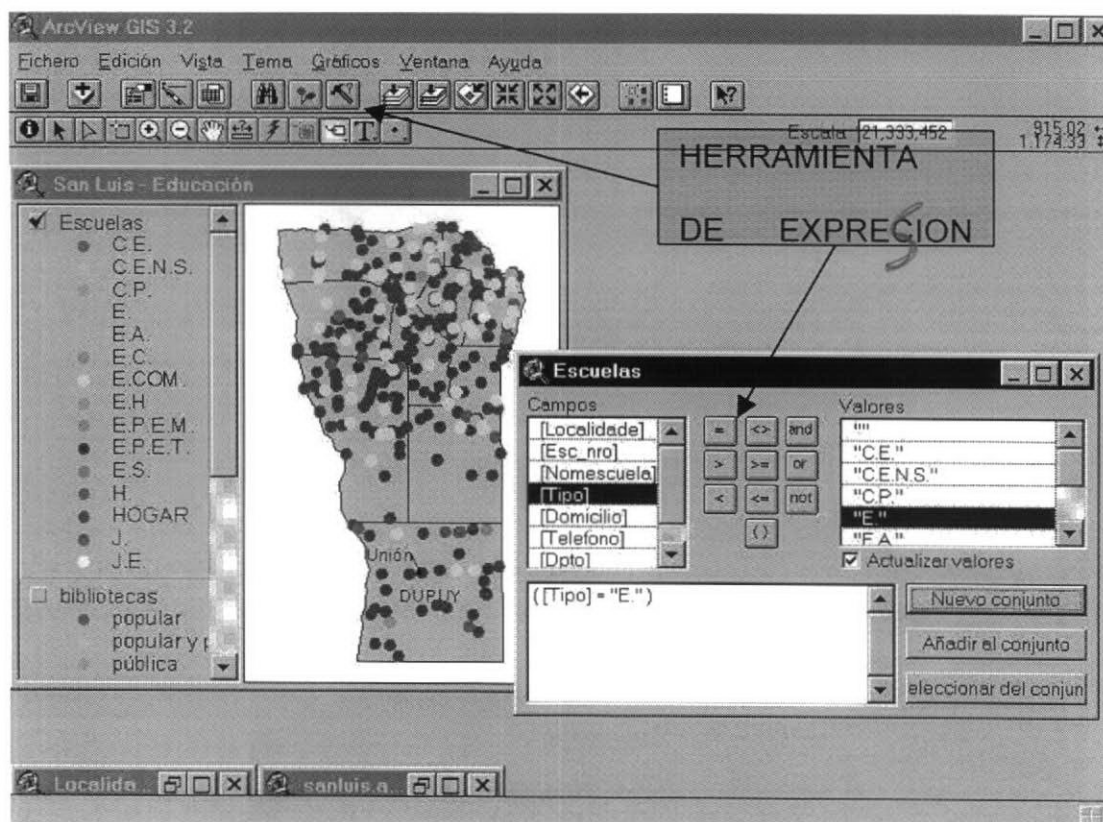 ArcView GIS 3.2
Fichero Edición Vista Tema Gráficos Ventana Ayuda
Escala 21,333,452
915.02
1.174.33
HERRAMIENTA
DE EXPRECION
S
San Luis - Educación
Escuelas
C.E.
C.E.N.S.
C.P.
E.
E.A.
E.C.
E.COM.
E.H
E.P.E.M.
E.P.E.T.
E.S.
H.
HOGAR
J.
J.E.
bibliotecas
popular
popular y p
pública
Unión
DUPUY
Escuelas
Campos
[Localidade]
[Esc_nro]
[Nomescuela]
[Tipo]
[Domicilio]
[Telefono]
[Dpto]
= <> and
> >= or
< <= not
( )
Valores
""
"C.E."
"C.E.N.S."
"C.P."
"E."
"E.A."
Actualizar valores
( [Tipo] = "E." )
Nuevo conjunto
Añadir al conjunto
eleccionar del conjun
Localida...
sanluis.a...